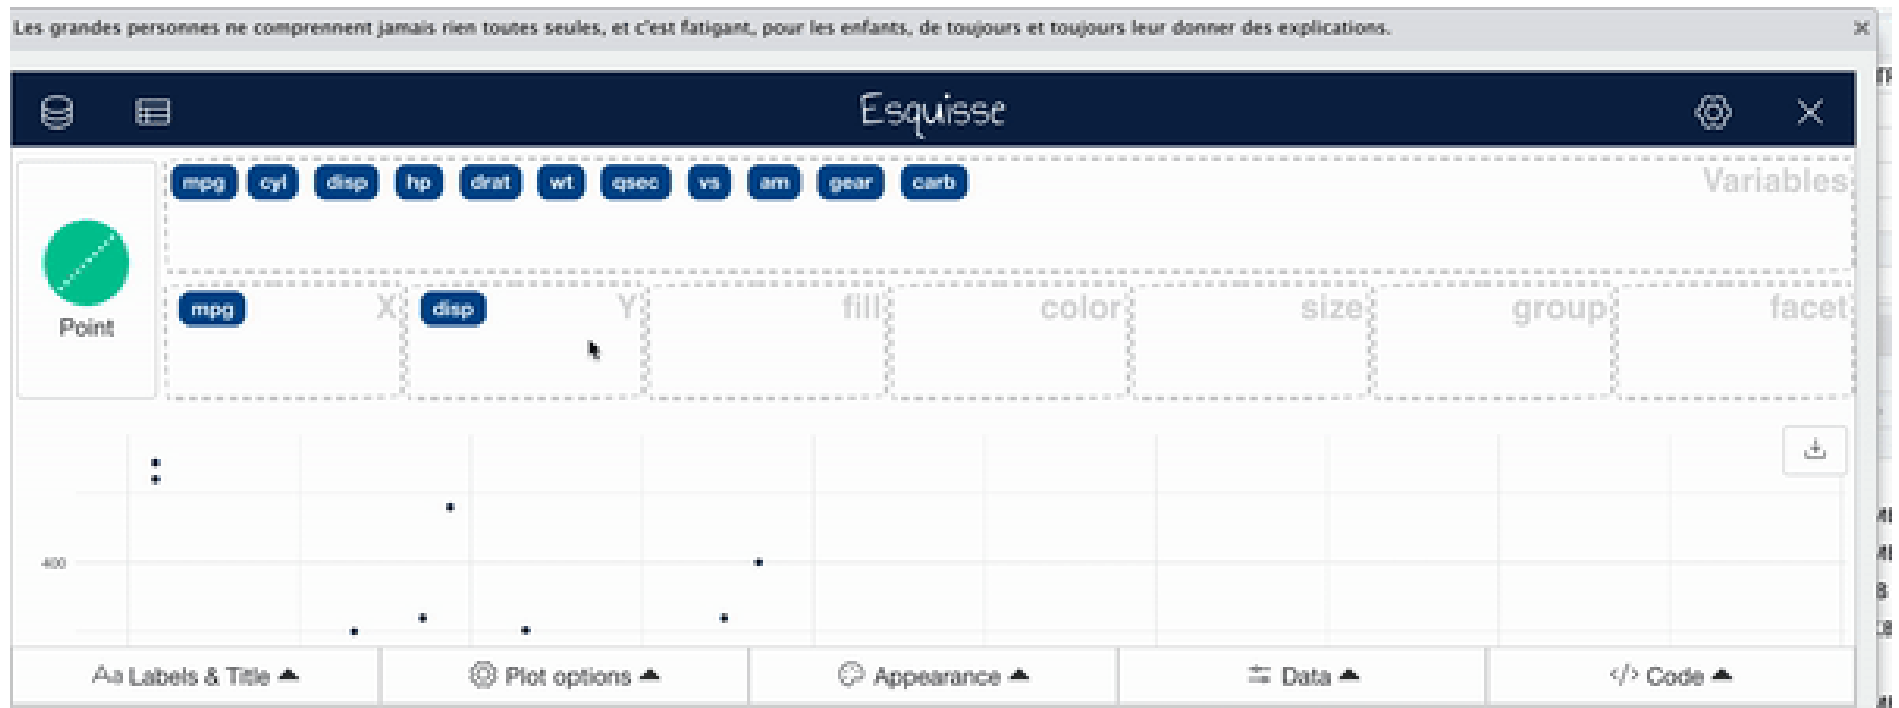 Les grandes personnes ne comprennent jamais rien toutes seules, et c'est fatigant, pour les enfants, de toujours et toujours leur donner des explications.
Esquisse
mpg cyl disp hp drat wt qsec vs am gear carb Variables
Point
mpg X disp Y fill color size group facet
400
Aa Labels & Title Plot options Appearance Data </> Code